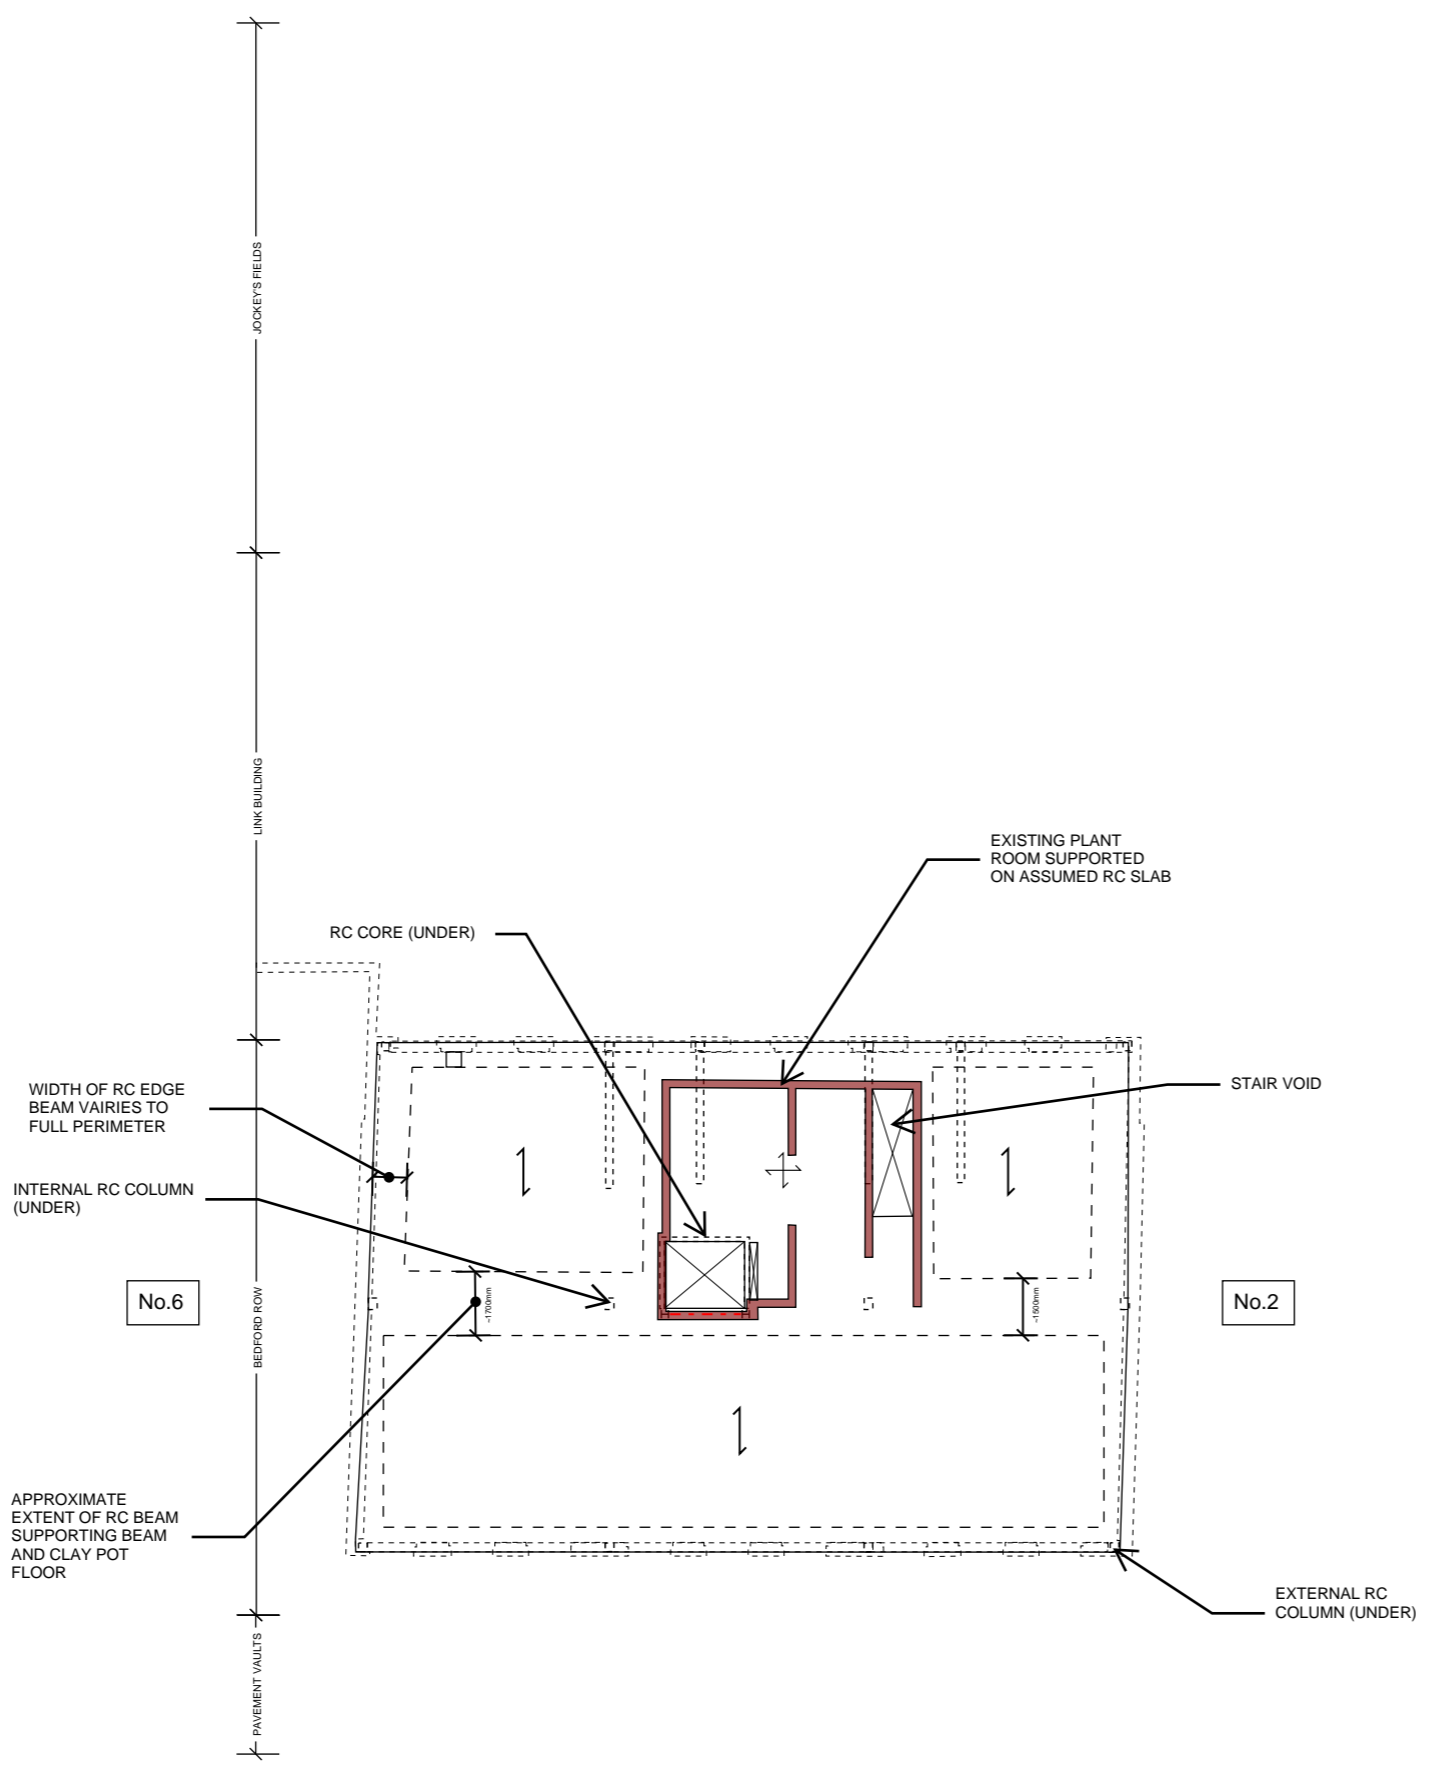 JOCKEY'S FIELDS
LINK BUILDING
EXISTING PLANT
ROOM SUPPORTED
ON ASSUMED RC SLAB
RC CORE (UNDER)
WIDTH OF RC EDGE
BEAM VAIRIES TO
FULL PERIMETER
STAIR VOID
INTERNAL RC COLUMN
(UNDER)
No.6
BEDFORD ROW
~1700mm
~1500mm
No.2
APPROXIMATE
EXTENT OF RC BEAM
SUPPORTING BEAM
AND CLAY POT
FLOOR
EXTERNAL RC
COLUMN (UNDER)
PAVEMENT VAULTS